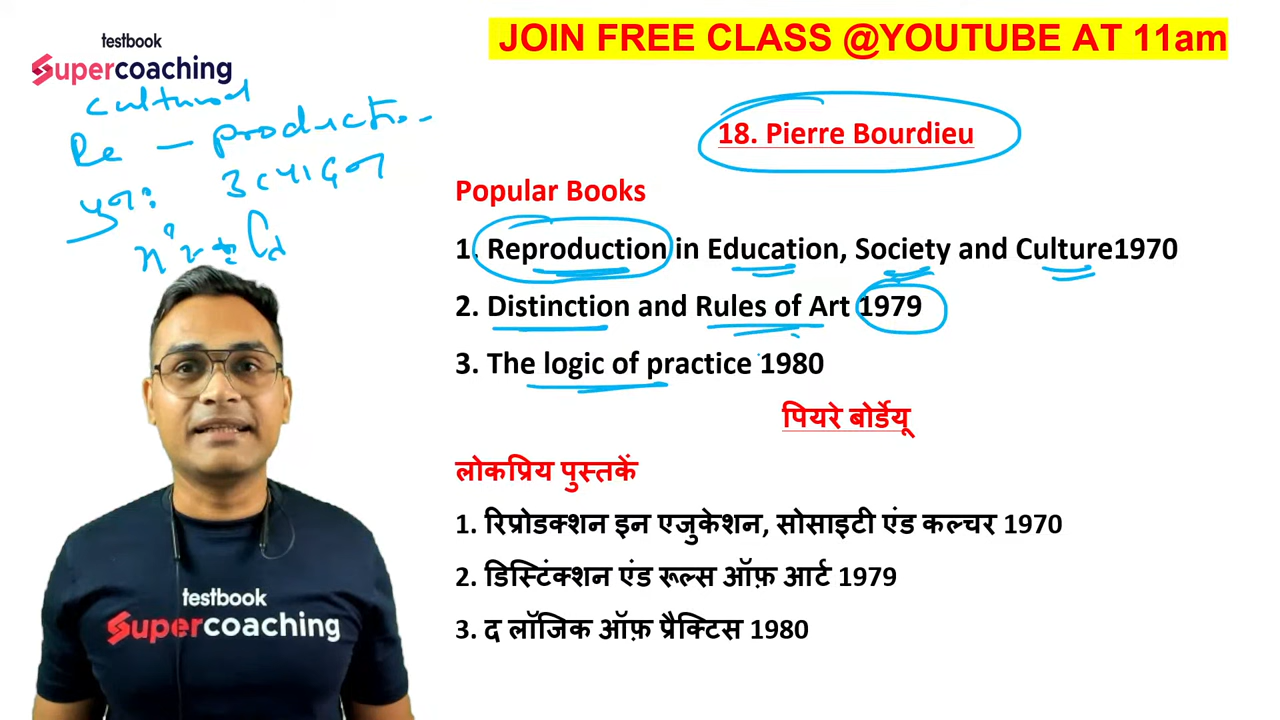 testbook
Supercoaching
JOIN FREE CLASS @YOUTUBE AT 11am
cultural
Re - production
पुनः उत्पादन
18. Pierre Bourdieu
Popular Books
1. Reproduction in Education, Society and Culture1970
2. Distinction and Rules of Art 1979
3. The logic of practice 1980
पियरे बोर्डेयू
लोकप्रिय पुस्तकें
1. रिप्रोडक्शन इन एजुकेशन, सोसाइटी एंड कल्चर 1970
2. डिस्टिंक्शन एंड रूल्स ऑफ़ आर्ट 1979
3. द लॉजिक ऑफ़ प्रैक्टिस 1980
testbook
Supercoaching